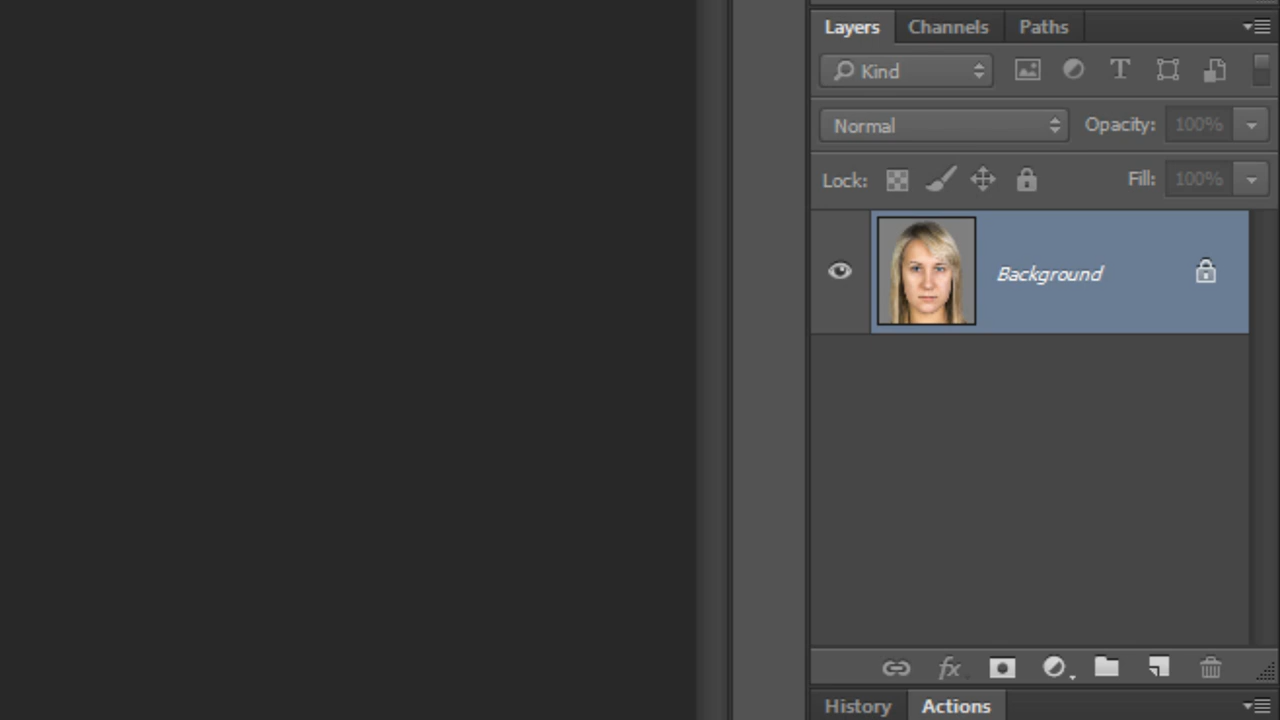 Layers Channels Paths
Kind
Normal Opacity: 100%
Lock: Fill: 100%
Background
fx
History Actions